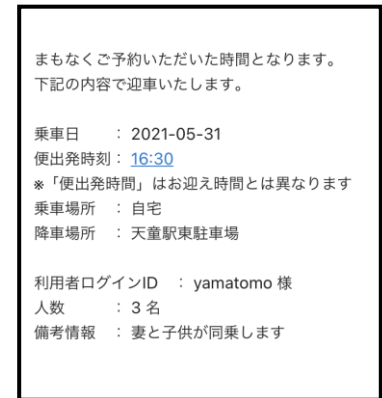 まもなくご予約いただいた時間となります。
下記の内容で迎車いたします。
乗車日　　： 2021-05-31
便出発時刻： 16:30
※「便出発時間」はお迎え時間とは異なります
乗車場所　： 自宅
降車場所　： 天童駅東駐車場
利用者ログインID　： yamatomo 様
人数　　　： 3 名
備考情報　： 妻と子供が同乗します